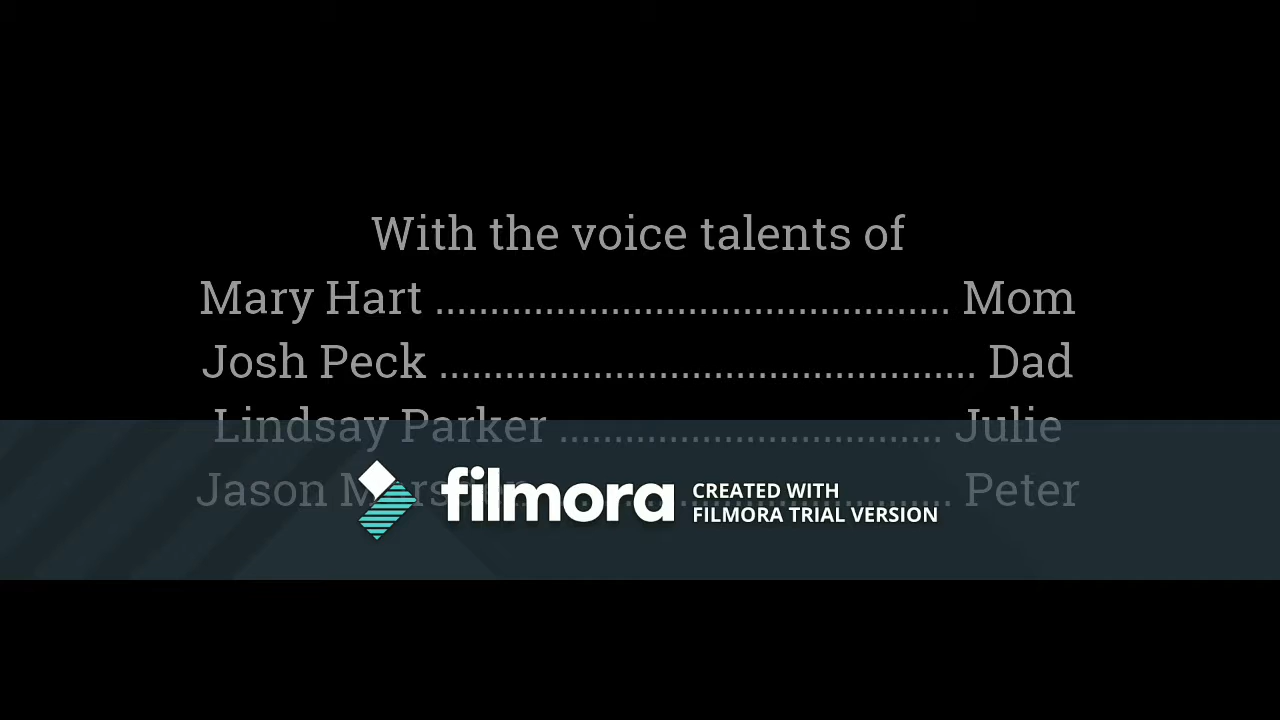 With the voice talents of
Mary Hart ............................................... Mom
Josh Peck ................................................. Dad
Lindsay Parker ................................... Julie
Jason ......................... Peter
filmora
CREATED WITH
FILMORA TRIAL VERSION